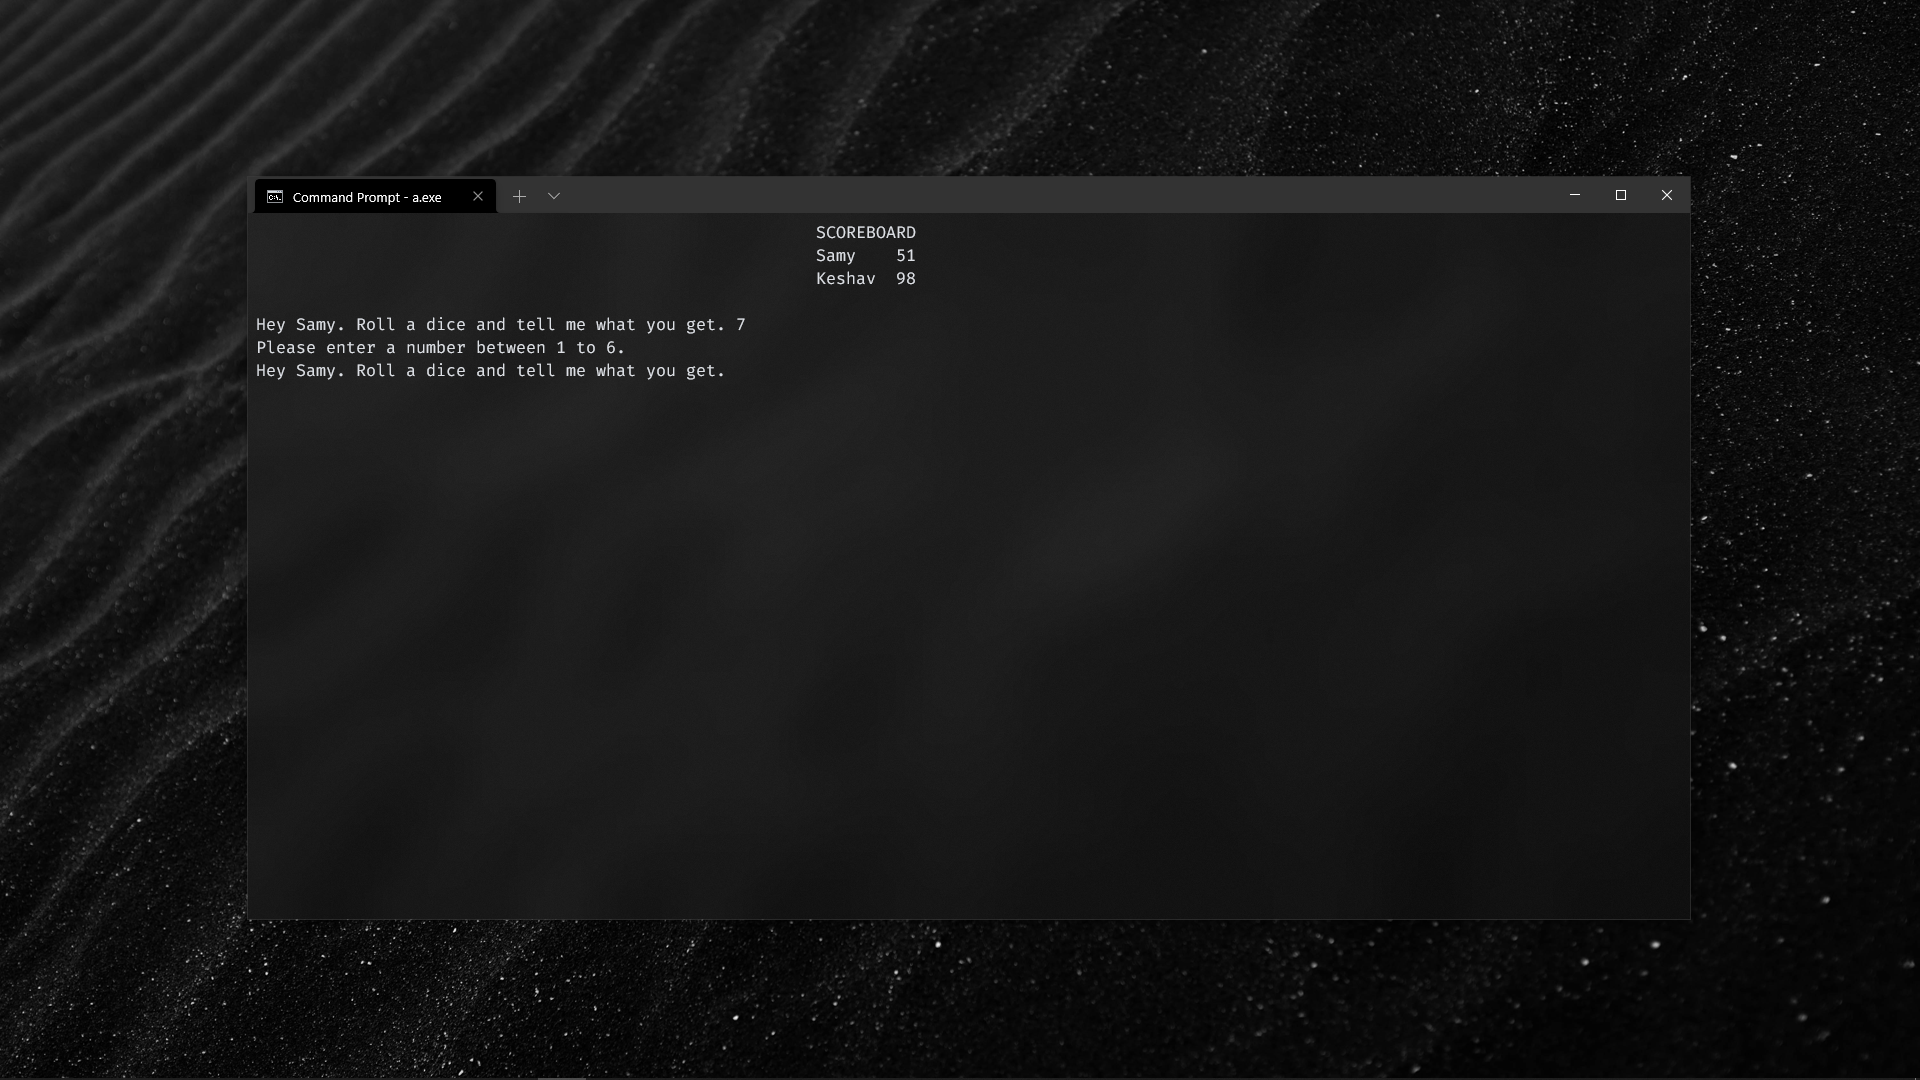 Command Prompt - a.exe
SCOREBOARD
Samy 51
Keshav 98
Hey Samy. Roll a dice and tell me what you get. 7
Please enter a number between 1 to 6.
Hey Samy. Roll a dice and tell me what you get.